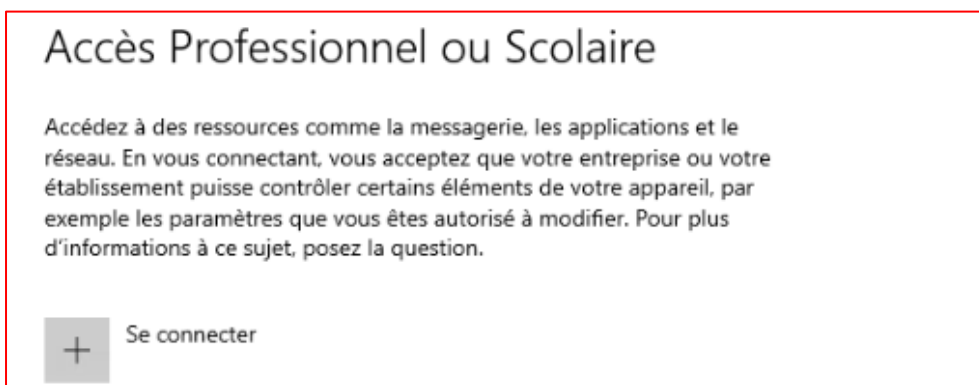 Accès Professionnel ou Scolaire
Accédez à des ressources comme la messagerie, les applications et le
réseau. En vous connectant, vous acceptez que votre entreprise ou votre
établissement puisse contrôler certains éléments de votre appareil, par
exemple les paramètres que vous êtes autorisé à modifier. Pour plus
d'informations à ce sujet, posez la question.
Se connecter